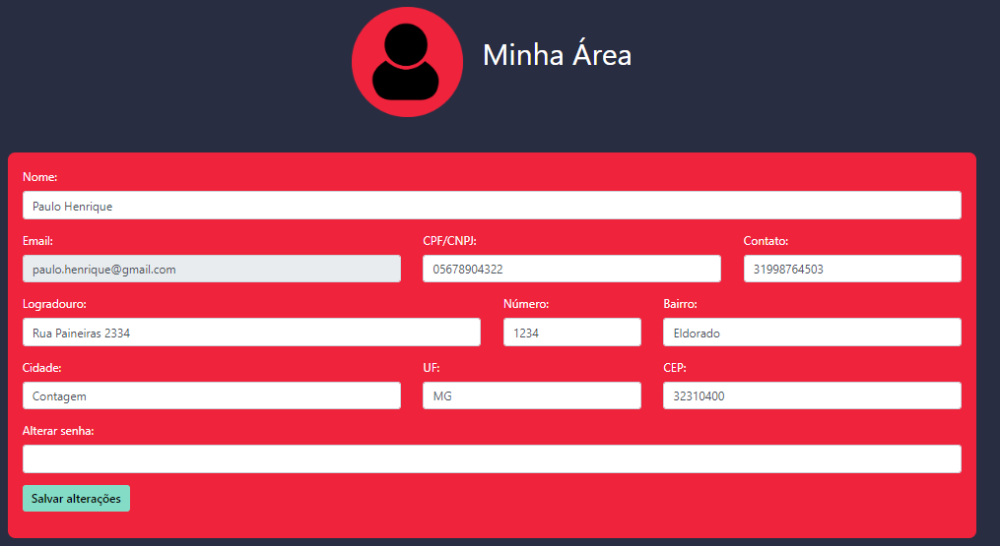 Minha Área
Nome:
Paulo Henrique
Email: CPF/CNPJ: Contato:
paulo.henrique@gmail.com 05678904322 31998764503
Logradouro: Número: Bairro:
Rua Paineiras 2334 1234 Eldorado
Cidade: UF: CEP:
Contagem MG 32310400
Alterar senha:
Salvar alterações